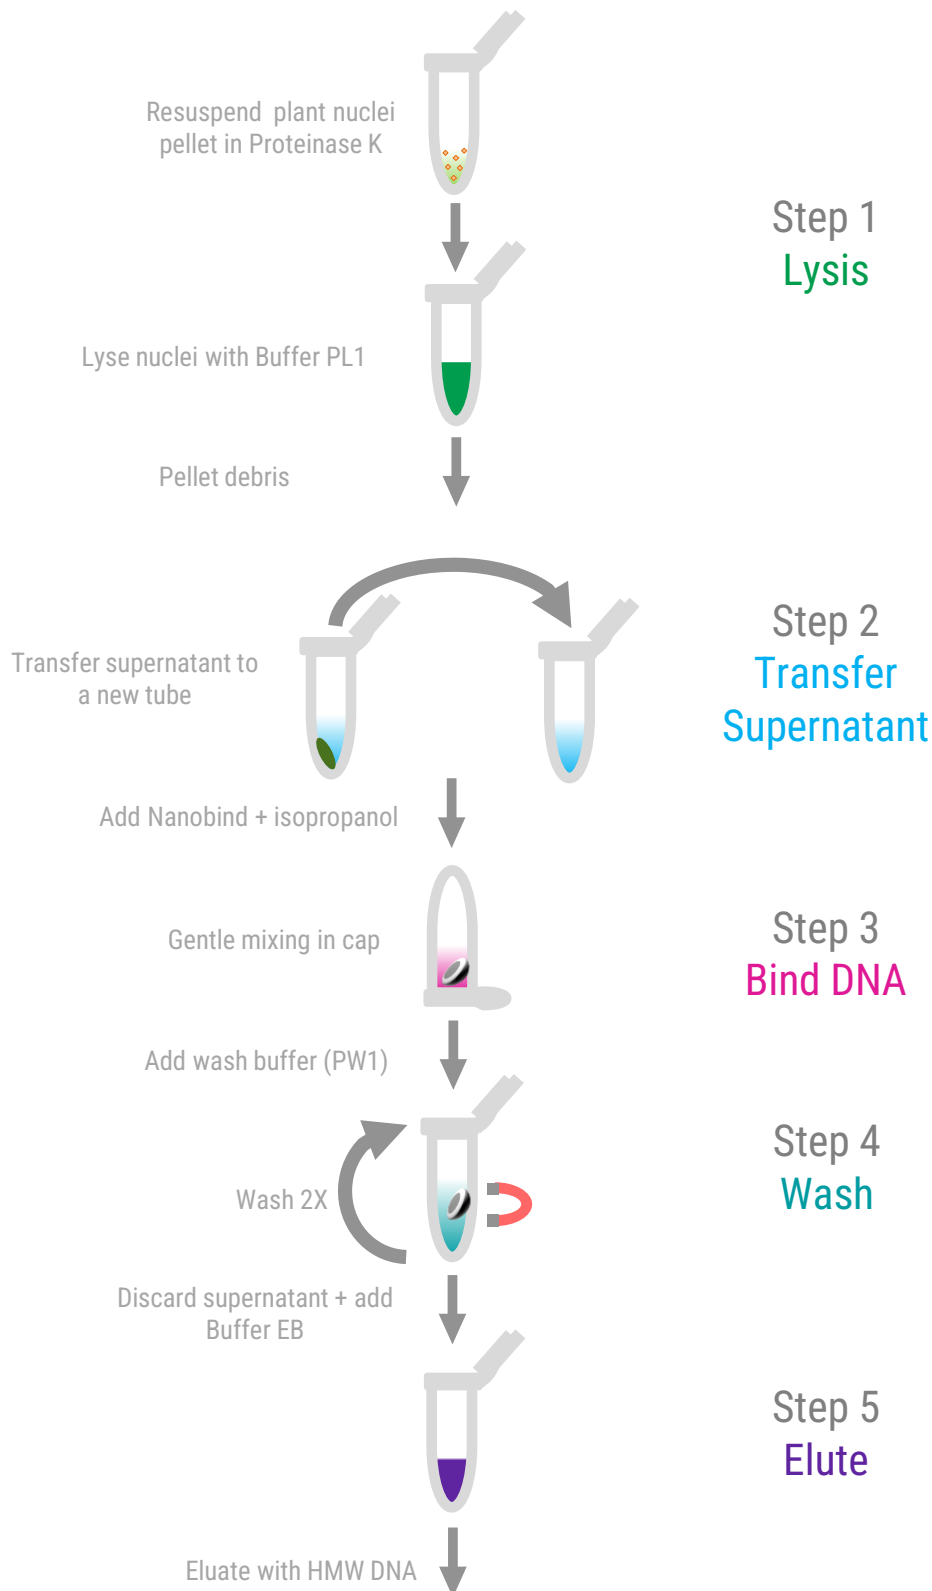 Resuspend plant nuclei
pellet in Proteinase K
Step 1
Lysis
Lyse nuclei with Buffer PL1
Pellet debris
Step 2
Transfer
Supernatant
Transfer supernatant to
a new tube
Add Nanobind + isopropanol
Step 3
Bind DNA
Gentle mixing in cap
Add wash buffer (PW1)
Step 4
Wash
Wash 2X
Discard supernatant + add
Buffer EB
Step 5
Elute
Eluate with HMW DNA